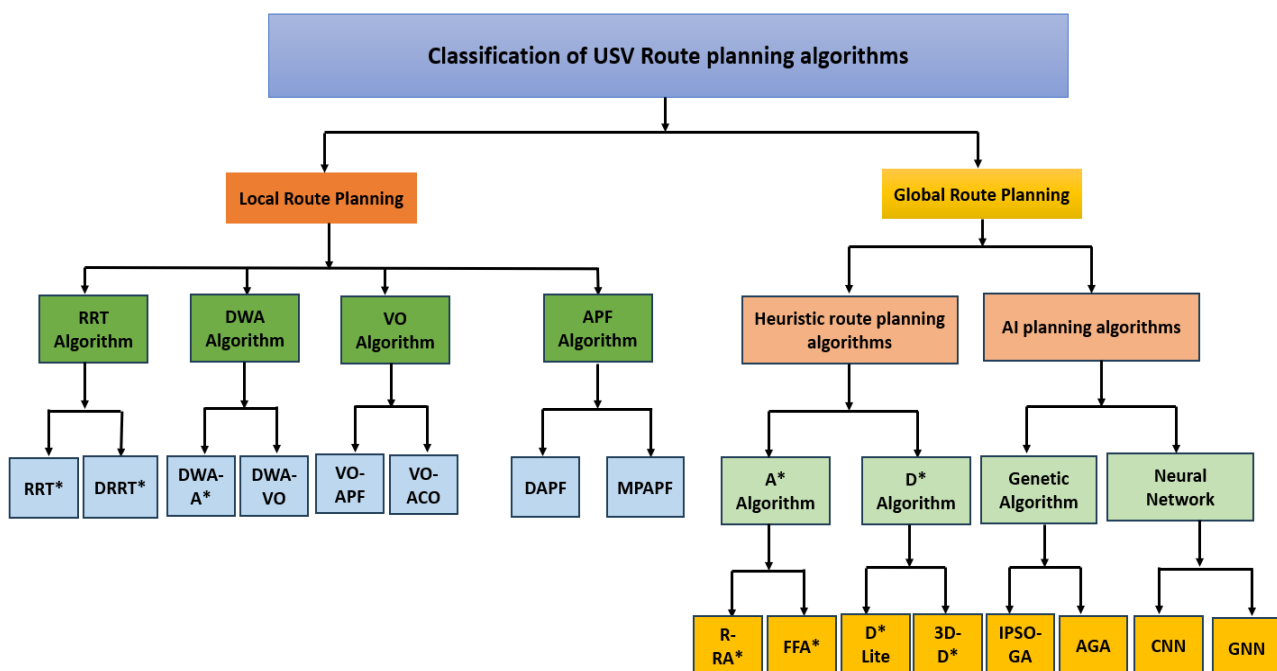 Classification of USV Route planning algorithms
Local Route Planning
Global Route Planning
RRT
Algorithm
DWA
Algorithm
VO
Algorithm
APF
Algorithm
Heuristic route planning
algorithms
AI planning algorithms
RRT*
DRRT*
DWA-
A*
DWA-
VO
VO-
APF
VO-
ACO
DAPF
MPAPF
A*
Algorithm
D*
Algorithm
Genetic
Algorithm
Neural
Network
R-
RA*
FFA*
D*
Lite
3D-
D*
IPSO-
GA
AGA
CNN
GNN